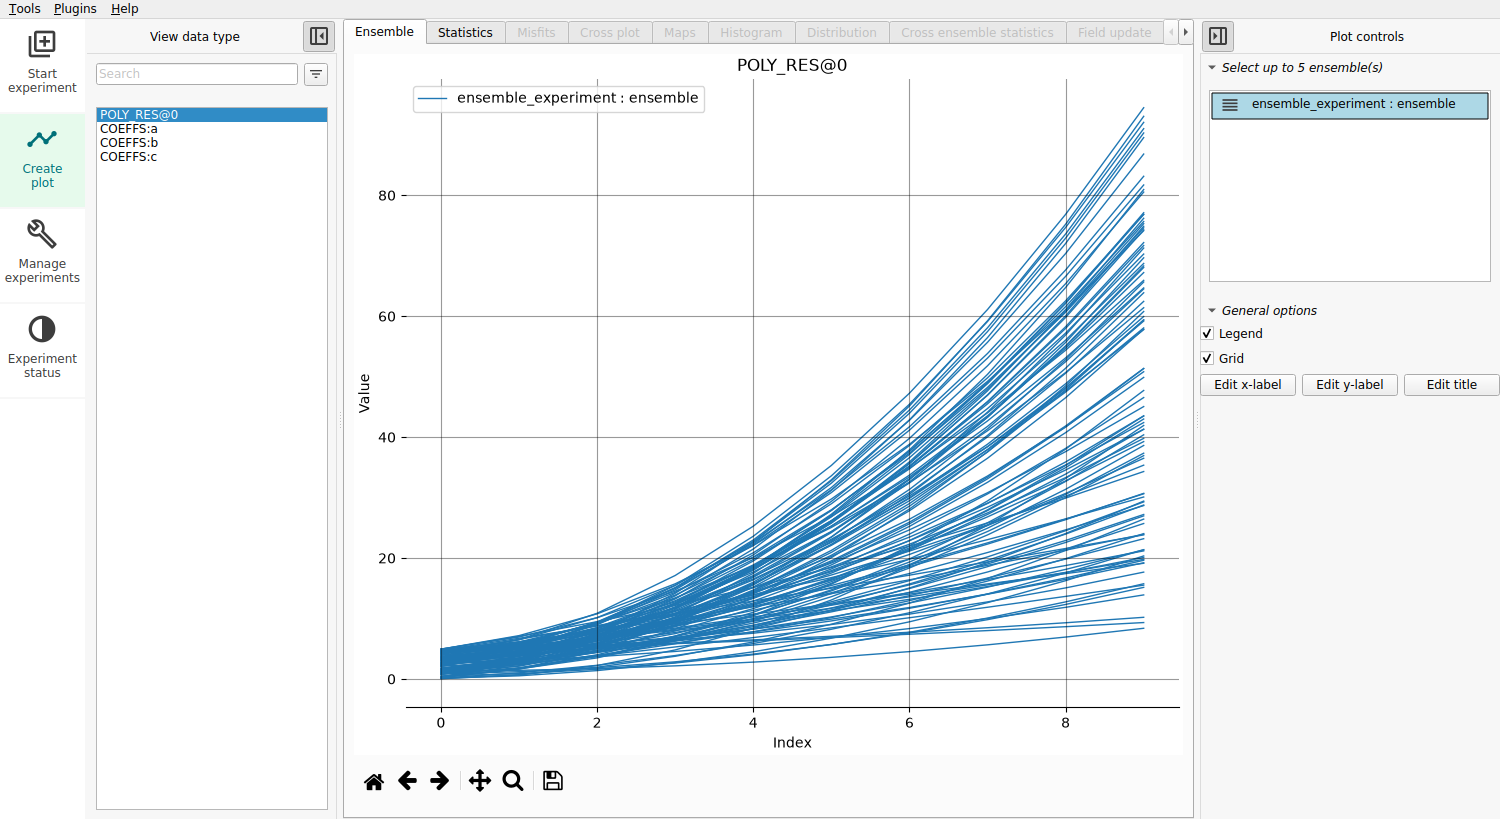 Tools Plugins Help
Start
experiment
Create
plot
Manage
experiments
Experiment
status
View data type
Search
POLY_RES@0
COEFFS:a
COEFFS:b
COEFFS:c
Ensemble Statistics Misfits Cross plot Maps Histogram Distribution Cross ensemble statistics Field update
POLY_RES@0
ensemble_experiment : ensemble
Value
80
60
40
20
0
0 2 4 6 8
Index
Plot controls
Select up to 5 ensemble(s)
ensemble_experiment : ensemble
General options
Legend
Grid
Edit x-label Edit y-label Edit title